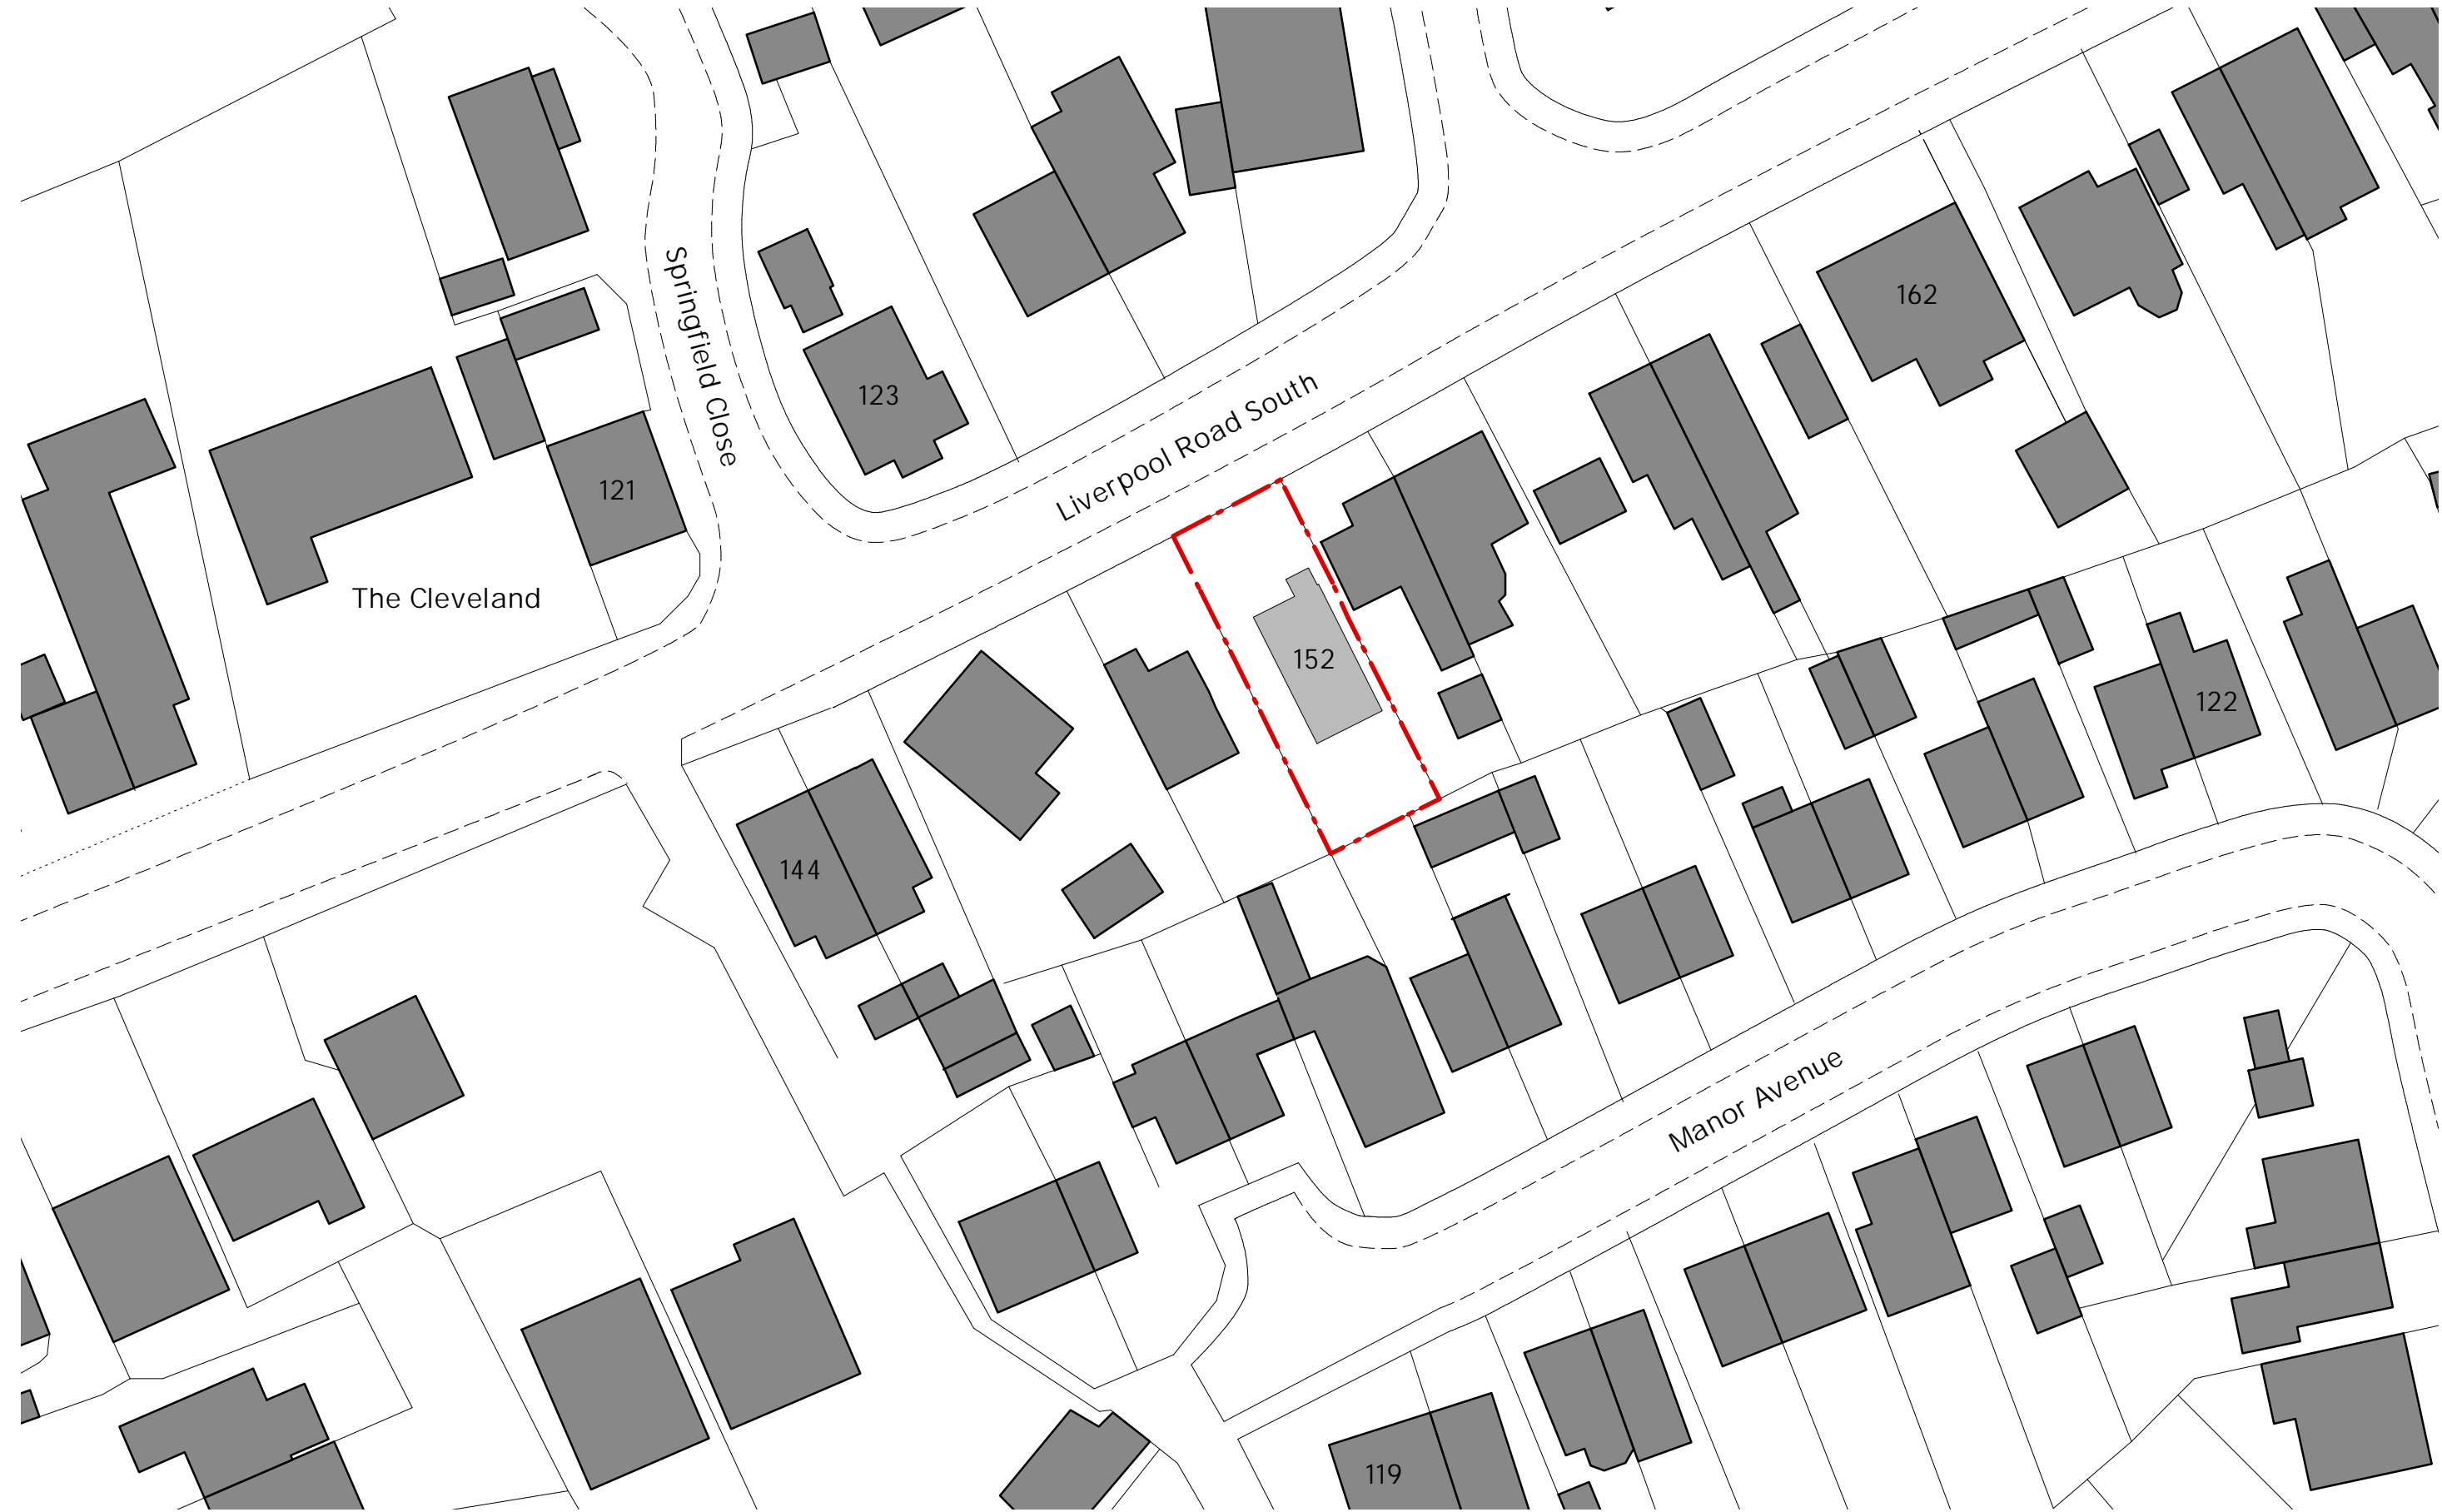 162
Springfield Close
123
Liverpool Road South
121
The Cleveland
152
122
144
Manor Avenue
119